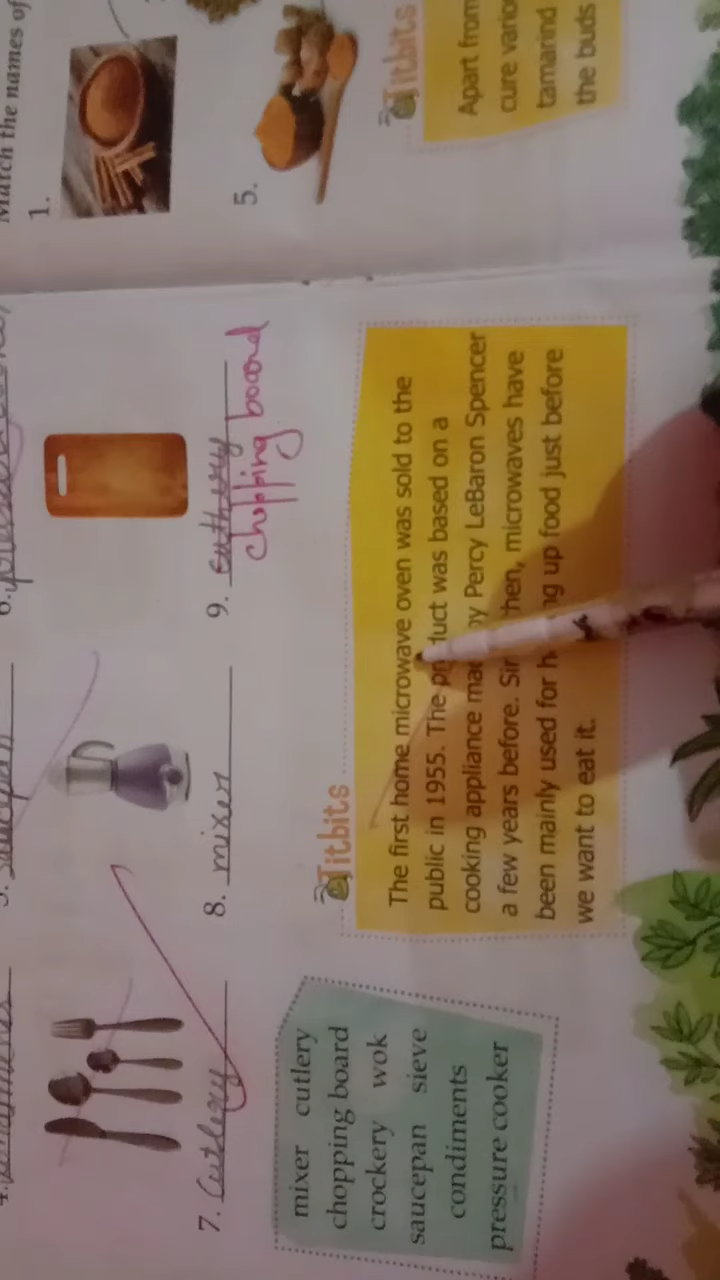 7. Cutlery
8. mixer
9. cuttery
chopping board
mixer cutlery
chopping board
crockery wok
saucepan sieve
condiments
pressure cooker
Titbits
The first home microwave oven was sold to the
public in 1955. The product was based on a
cooking appliance made by Percy LeBaron Spencer
a few years before. Since then, microwaves have
been mainly used for heating up food just before
we want to eat it.
Match the names of
1.
5.
Titbits
Apart from
cure
tamarind
the buds